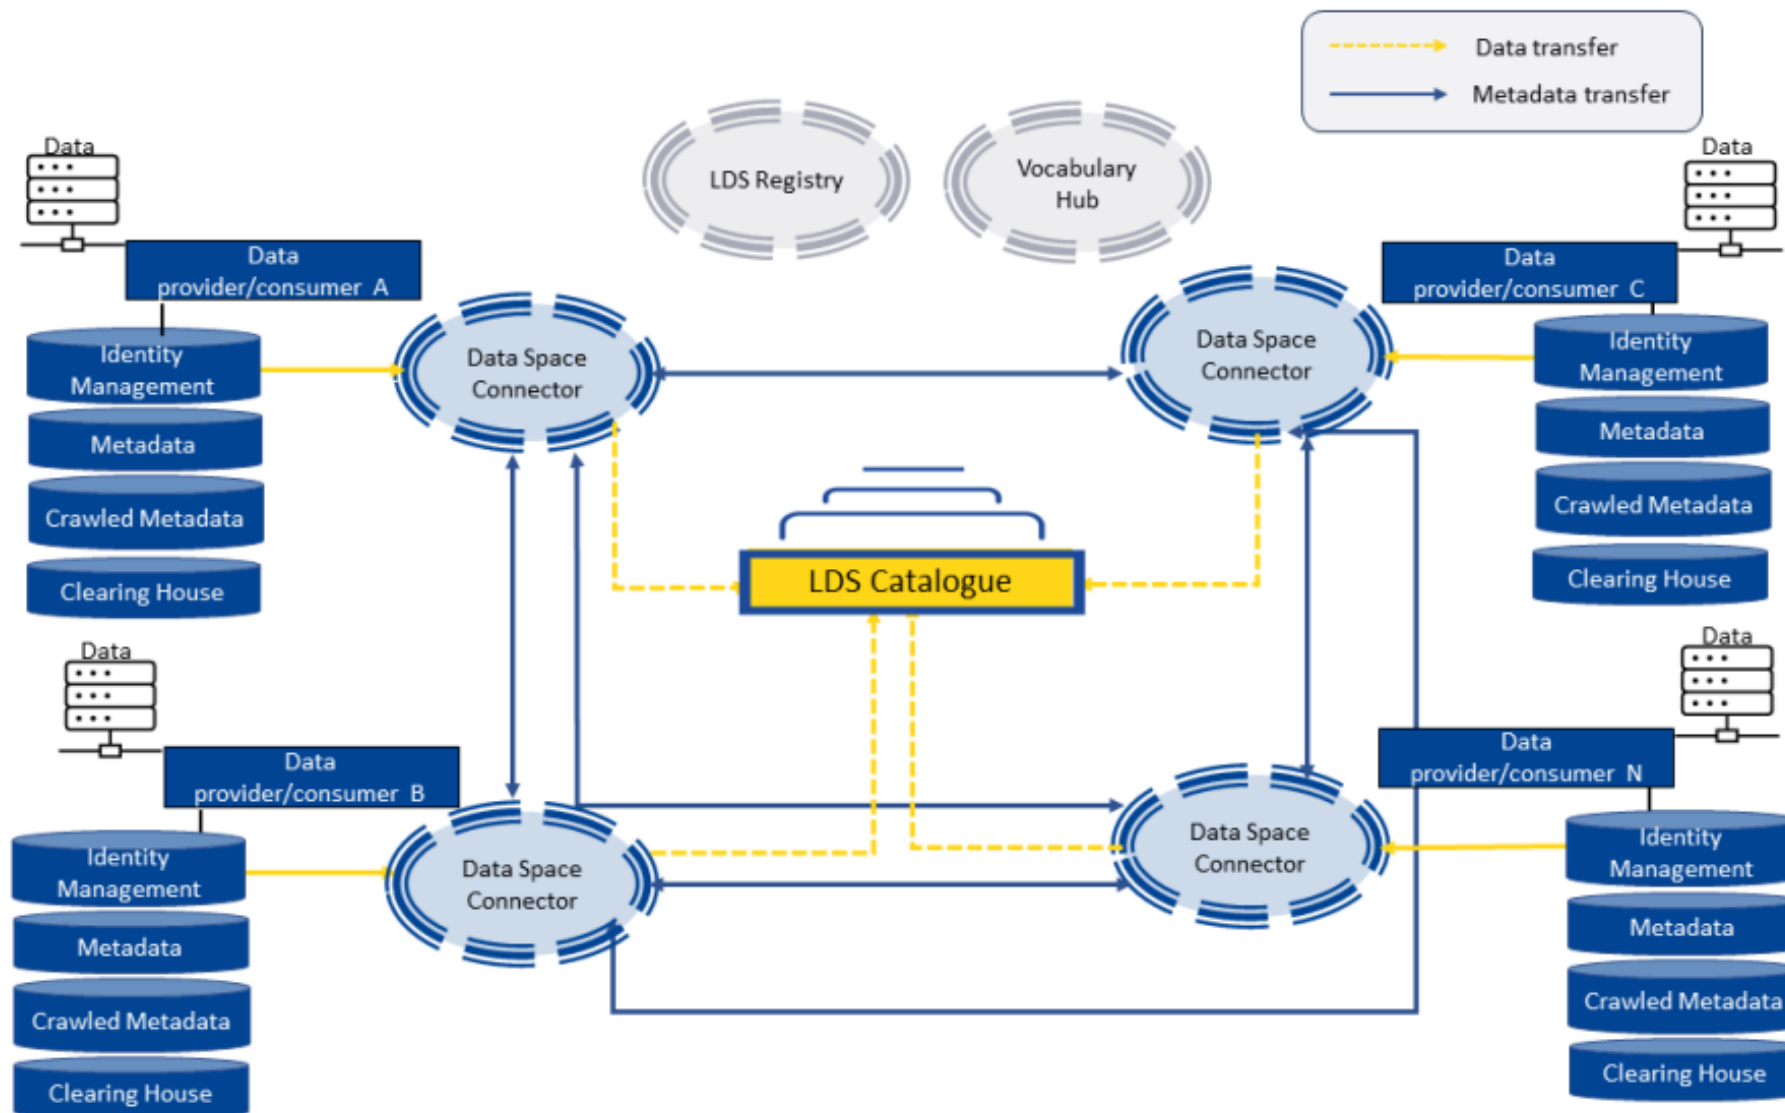 Data transfer
Metadata transfer
LDS Registry
Vocabulary
Hub
Data
Data
provider/consumer A
Identity
Management
Metadata
Crawled Metadata
Clearing House
Data Space
Connector
Data Space
Connector
Data
Data
provider/consumer C
Identity
Management
Metadata
Crawled Metadata
Clearing House
LDS Catalogue
Data
Data
provider/consumer B
Identity
Management
Metadata
Crawled Metadata
Clearing House
Data Space
Connector
Data Space
Connector
Data
Data
provider/consumer N
Identity
Management
Metadata
Crawled Metadata
Clearing House